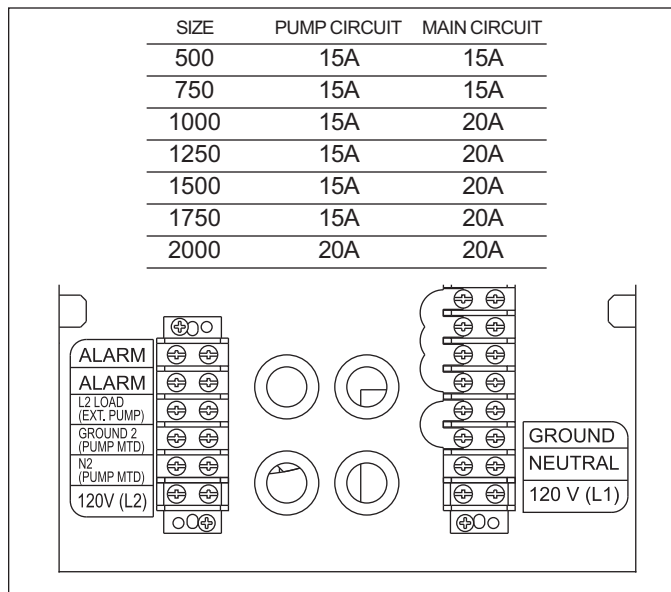 SIZE PUMP CIRCUIT MAIN CIRCUIT
500 15A 15A
750 15A 15A
1000 15A 20A
1250 15A 20A
1500 15A 20A
1750 15A 20A
2000 20A 20A
ALARM
ALARM
L2 LOAD
(EXT. PUMP)
GROUND 2
(PUMP MTD)
N2
(PUMP MTD)
120V (L2)
GROUND
NEUTRAL
120 V (L1)